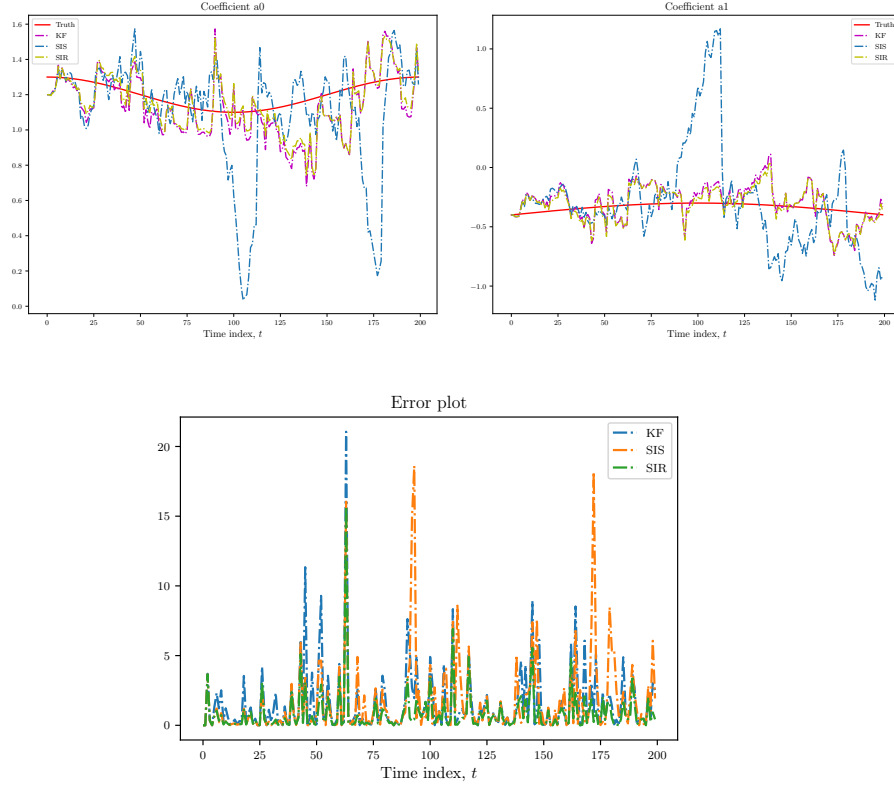 Coefficient a0
Truth
KF
SIS
SIR
1.6
1.4
1.2
1.0
0.8
0.6
0.4
0.2
0.0
0 25 50 75 100 125 150 175 200
Time index, t
Coefficient a1
Truth
KF
SIS
SIR
1.0
0.5
0.0
−0.5
−1.0
0 25 50 75 100 125 150 175 200
Time index, t
Error plot
KF
SIS
SIR
20
15
10
5
0
0 25 50 75 100 125 150 175 200
Time index, t